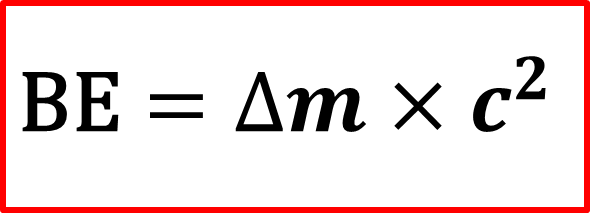 BE = Δm × c²